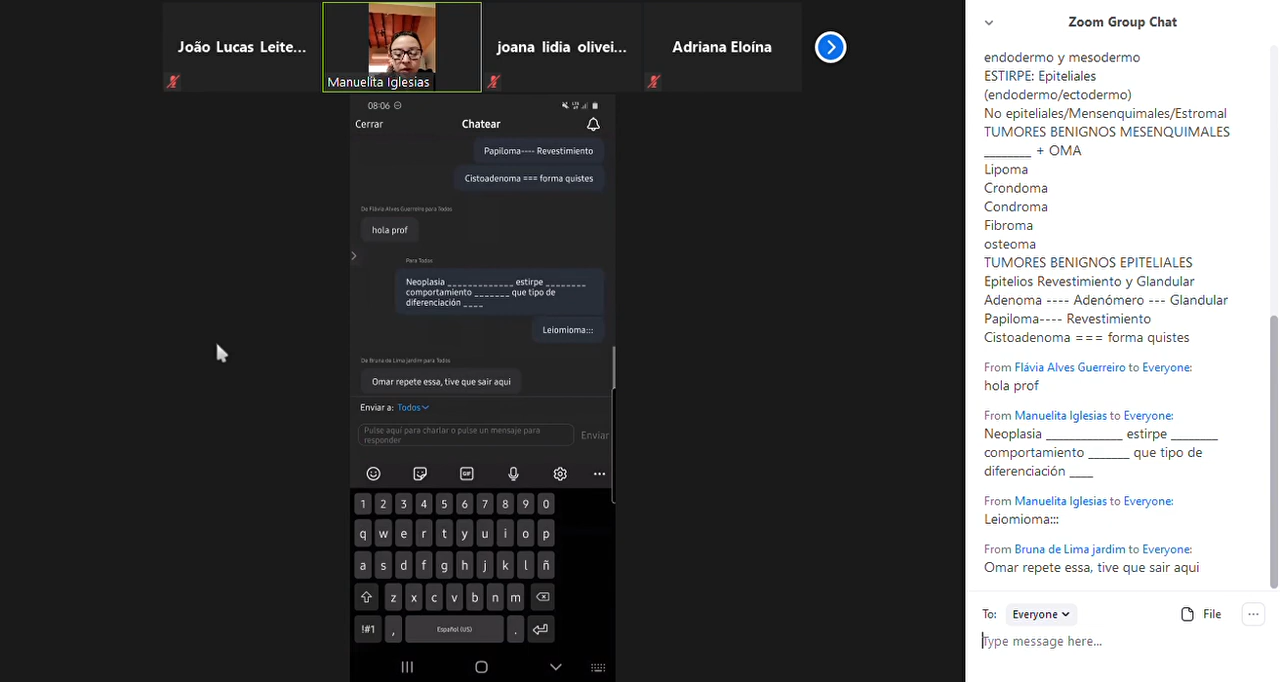 João Lucas Leite...
Manuelita Iglesias
joana lidia olivei...
Adriana Eloína
08:06
Cerrar
Chatear
Papiloma---- Revestimiento
Cistoadenoma === forma quistes
De Flávia Alves Guerreiro para Todos
hola prof
Para Todos
Neoplasia _____________ estirpe ________
comportamiento _______ que tipo de
diferenciación ____
Leiomioma:::
De Bruna de Lima jardim para Todos
Omar repete essa, tive que sair aqui
Enviar a: Todos
Pulse aquí para charlar o pulse un mensaje para
responder
Enviar
GIF
1 2 3 4 5 6 7 8 9 0
q w e r t y u i o p
a s d f g h j k l ñ
z x c v b n m
!#1 , Español (US) .
Zoom Group Chat
endodermo y mesodermo
ESTIRPE: Epiteliales
(endodermo/ectodermo)
No epiteliales/Mensenquimales/Estromal
TUMORES BENIGNOS MESENQUIMALES
________ + OMA
Lipoma
Crondoma
Condroma
Fibroma
osteoma
TUMORES BENIGNOS EPITELIALES
Epitelios Revestimiento y Glandular
Adenoma ---- Adenómero --- Glandular
Papiloma---- Revestimiento
Cistoadenoma === forma quistes
From Flávia Alves Guerreiro to Everyone:
hola prof
From Manuelita Iglesias to Everyone:
Neoplasia _____________ estirpe ________
comportamiento _______ que tipo de
diferenciación ____
From Manuelita Iglesias to Everyone:
Leiomioma:::
From Bruna de Lima jardim to Everyone:
Omar repete essa, tive que sair aqui
To: Everyone
File
Type message here...